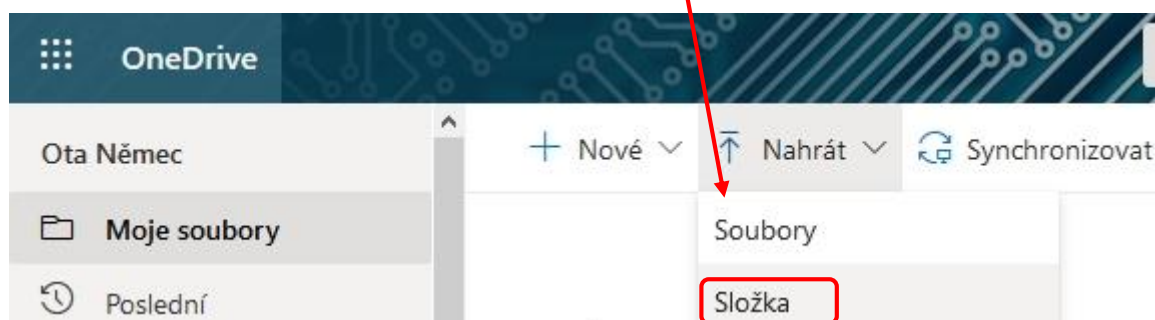 OneDrive
Ota Němec
Nové
Nahrát
Synchronizovat
Moje soubory
Soubory
Poslední
Složka